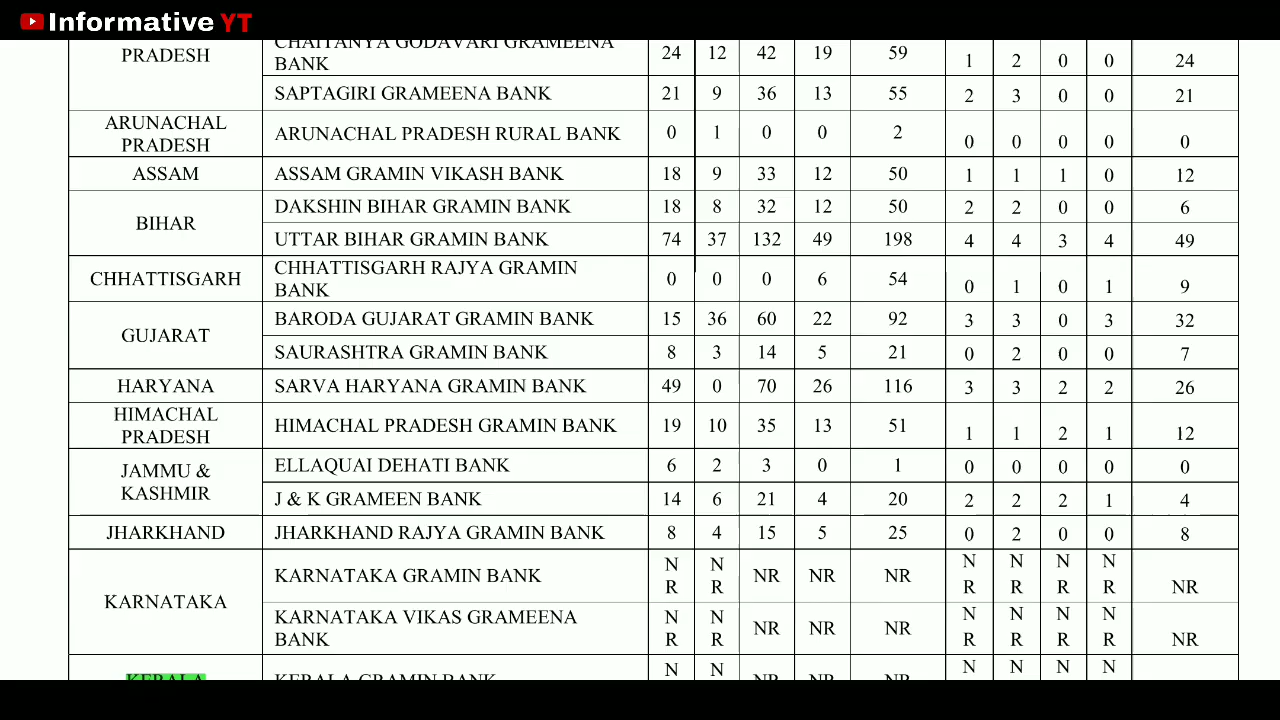 Informative YT
PRADESH CHAITANYA GODAVARI GRAMEENA BANK 24 12 42 19 59 1 2 0 0 24
SAPTAGIRI GRAMEENA BANK 21 9 36 13 55 2 3 0 0 21
ARUNACHAL PRADESH ARUNACHAL PRADESH RURAL BANK 0 1 0 0 2 0 0 0 0 0
ASSAM ASSAM GRAMIN VIKASH BANK 18 9 33 12 50 1 1 1 0 12
BIHAR DAKSHIN BIHAR GRAMIN BANK 18 8 32 12 50 2 2 0 0 6
UTTAR BIHAR GRAMIN BANK 74 37 132 49 198 4 4 3 4 49
CHHATTISGARH CHHATTISGARH RAJYA GRAMIN BANK 0 0 0 6 54 0 1 0 1 9
GUJARAT BARODA GUJARAT GRAMIN BANK 15 36 60 22 92 3 3 0 3 32
SAURASHTRA GRAMIN BANK 8 3 14 5 21 0 2 0 0 7
HARYANA SARVA HARYANA GRAMIN BANK 49 0 70 26 116 3 3 2 2 26
HIMACHAL PRADESH HIMACHAL PRADESH GRAMIN BANK 19 10 35 13 51 1 1 2 1 12
JAMMU & KASHMIR ELLAQUAI DEHATI BANK 6 2 3 0 1 0 0 0 0 0
J & K GRAMEEN BANK 14 6 21 4 20 2 2 2 1 4
JHARKHAND JHARKHAND RAJYA GRAMIN BANK 8 4 15 5 25 0 2 0 0 8
KARNATAKA KARNATAKA GRAMIN BANK NR NR NR NR NR NR NR NR NR NR
KARNATAKA VIKAS GRAMEENA BANK NR NR NR NR NR NR NR NR NR NR
KERALA KERALA GRAMIN BANK N N NR NR NR N N N N